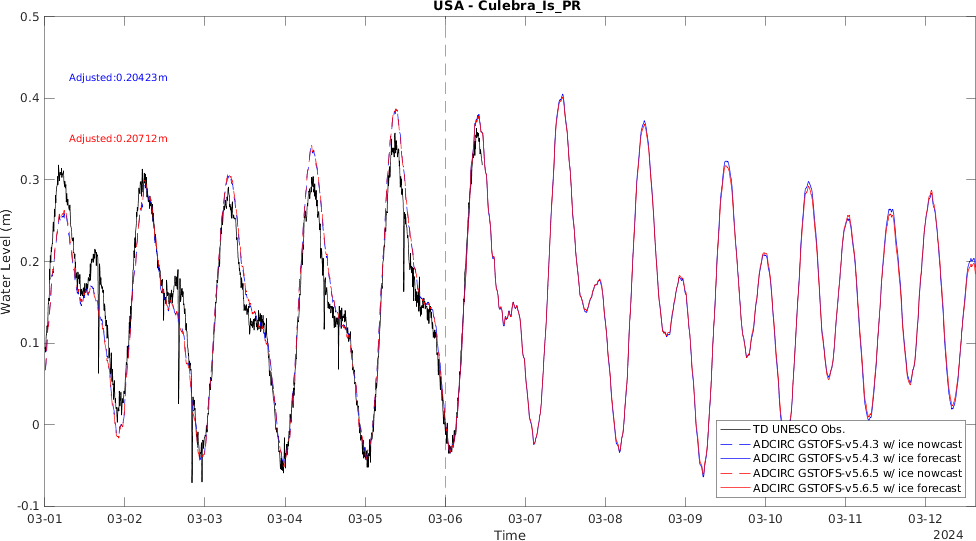 USA - Culebra_Is_PR
0.5
0.4
0.3
0.2
0.1
0
-0.1
Water Level (m)
Adjusted:0.20423m
Adjusted:0.20712m
TD UNESCO Obs.
ADCIRC GSTOFS-v5.4.3 w/ ice nowcast
ADCIRC GSTOFS-v5.4.3 w/ ice forecast
ADCIRC GSTOFS-v5.6.5 w/ ice nowcast
ADCIRC GSTOFS-v5.6.5 w/ ice forecast
03-01 03-02 03-03 03-04 03-05 03-06 03-07 03-08 03-09 03-10 03-11 03-12
Time
2024